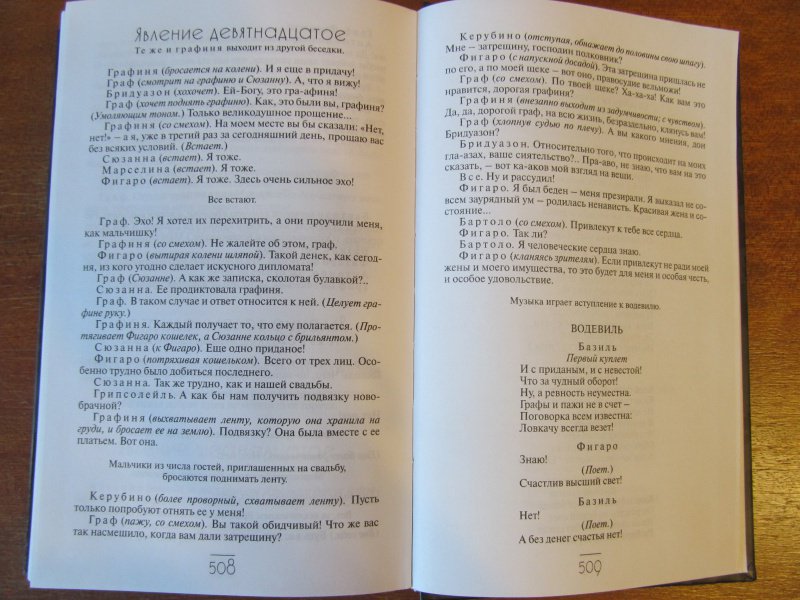 Явление девятнадцатое
Те же и графиня выходит из другой беседки.
Графиня (бросается на колени). И я еще в придачу!
Граф (смотрит на графиню и Сюзанну). А, что я вижу!
Бридуазон (хохочет). Ей-Богу, это гра-афиня!
Граф (хочет поднять графиню). Как, это были вы, графиня?
(Умоляющим тоном.) Только великодушное прощение...
Графиня (со смехом). На моем месте вы бы сказали: «Нет,
нет!» – а я, уже в третий раз за сегодняшний день, прощаю вас
без всяких условий. (Встает.)
Сюзанна (встает). Я тоже.
Марселина (встает). Я тоже.
Фигаро (встает). Я тоже. Здесь очень сильное эхо!
Все встают.
Граф. Эхо! Я хотел их перехитрить, а они проучили меня,
как мальчишку!
Графиня (со смехом). Не жалейте об этом, граф.
Фигаро (вытирая колени шляпой). Такой денек, как сегод-
ня, из кого угодно сделает искусного дипломата!
Граф (Сюзанне). А как же записка, сколотая булавкой?..
Сюзанна. Ее продиктовала графиня.
Граф. В таком случае и ответ относится к ней. (Целует гра-
фине руку.)
Графиня. Каждый получает то, что ему полагается. (Про-
тягивает Фигаро кошелек, а Сюзанне кольцо с брильянтом.)
Сюзанна (к Фигаро). Еще одно приданое!
Фигаро (потряхивая кошельком). Всего от трех лиц. Осо-
бенно трудно было добиться последнего.
Сюзанна. Так же трудно, как и нашей свадьбы.
Грипсолейль. А как бы нам получить подвязку ново-
брачной?
Графиня (выхватывает ленту, которую она хранила на
груди, и бросает ее на землю). Подвязку? Она была вместе с ее
платьем. Вот она.
Мальчики из числа гостей, приглашенных на свадьбу,
бросаются поднимать ленту.
Керубино (более проворный, схватывает ленту). Пусть
только попробуют отнять ее у меня!
Граф (пажу, со смехом). Вы такой обидчивый! Что же вас
так насмешило, когда вам дали затрещину?
508
Керубино (отступая, обнажает до половины свою шпагу).
Мне – затрещину, господин полковник?
Фигаро (с напускной досадой). Эта затрещина пришлась не
по его, а по моей щеке – вот оно, правосудие вельможи!
Граф (со смехом). По твоей щеке? Ха-ха-ха! Как вам это
нравится, дорогая графиня?
Графиня (внезапно выходит из задумчивости; с чувством).
Да, да, дорогой граф, на всю жизнь, безраздельно, клянусь вам!
Граф (хлопнув судью по плечу). А вы какого мнения, дон
Бридуазон?
Бридуазон. Относительно того, что происходит на моих
гла-азах, ваше сиятельство?.. Пра-аво, не знаю, что вам на это
сказать, – вот ка-аков мой взгляд на вещи.
Все. Ну и рассудил!
Фигаро. Я был беден – меня презирали. Я выказал не со-
всем заурядный ум – родилась ненависть. Красивая жена и со-
стояние...
Бартоло (со смехом). Привлекут к тебе все сердца.
Фигаро. Так ли?
Бартоло. Я человеческие сердца знаю.
Фигаро (кланяясь зрителям). Если привлекут не ради моей
жены и моего имущества, то это будет для меня и особая честь,
и особое удовольствие.
Музыка играет вступление к водевилю.
ВОДЕВИЛЬ
Базиль
Первый куплет
И с приданым, и с невестой!
Что за чудный оборот!
Ну, а ревность неуместна.
Графы и пажи не в счет –
Поговорка всем известна:
Ловкачу всегда везет!
Фигаро
Знаю!
(Поет.)
Счастлив высший свет!
Базиль
Нет!
(Поет.)
А без денег счастья нет!
509